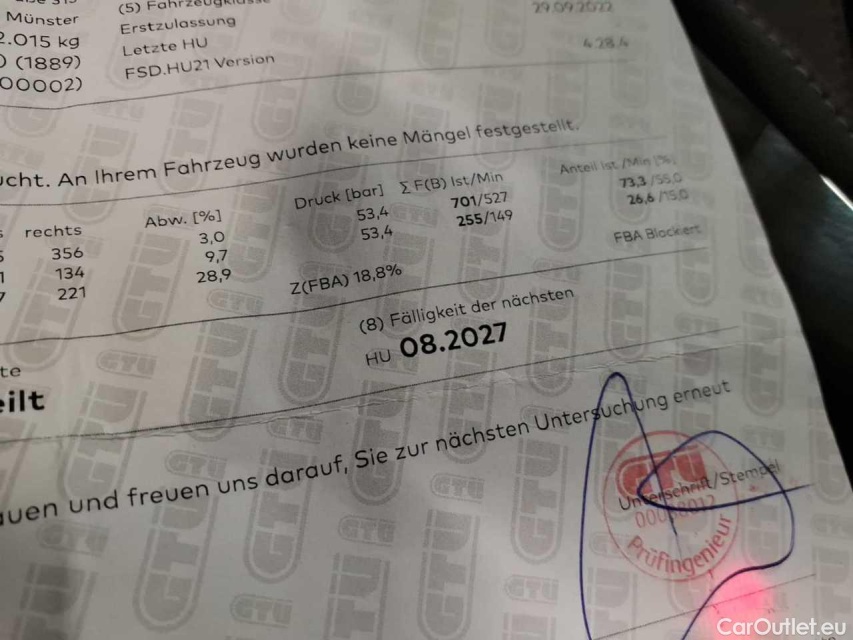 Münster
2.015 kg
(1889)
00002)
(5) Fahrzeugklasse
Erstzulassung
Letzte HU
FSD.HU21 Version
29.09.2022
4.28.4
ucht. An Ihrem Fahrzeug wurden keine Mängel festgestellt.
rechts Abw. [%] Druck [bar] Σ F(B) Ist/Min Anteil Ist/Min [%]
356 3,0 53,4 701/527 73,3/55,0
134 9,7 53,4 255/149 26,6/15,0
221 28,9 Z(FBA) 18,8% FBA Blockiert
(8) Fälligkeit der nächsten
HU 08.2027
te
eilt
auen und freuen uns darauf, Sie zur nächsten Untersuchung erneut
GTÜ
Unterschrift/Stempel
Prüfingenieur
CarOutlet.eu